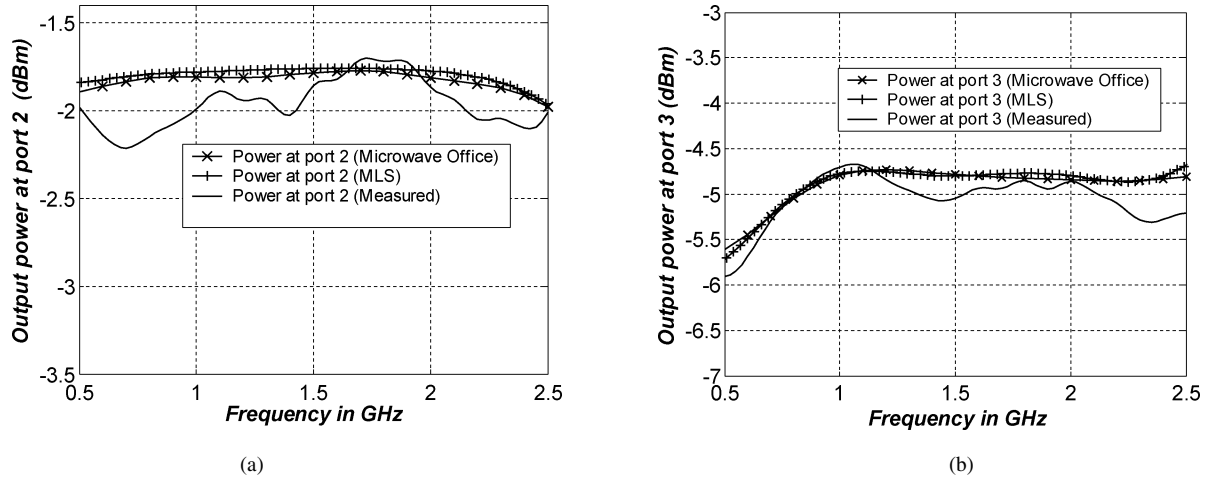 -1.5
-2
-2.5
-3
-3.5
Output power at port 2 (dBm)
Power at port 2 (Microwave Office)
Power at port 2 (MLS)
Power at port 2 (Measured)
0.5 1 1.5 2 2.5
Frequency in GHz
(a)
-3
-3.5
-4
-4.5
-5
-5.5
-6
-6.5
-7
Output power at port 3 (dBm)
Power at port 3 (Microwave Office)
Power at port 3 (MLS)
Power at port 3 (Measured)
0.5 1 1.5 2 2.5
Frequency in GHz
(b)